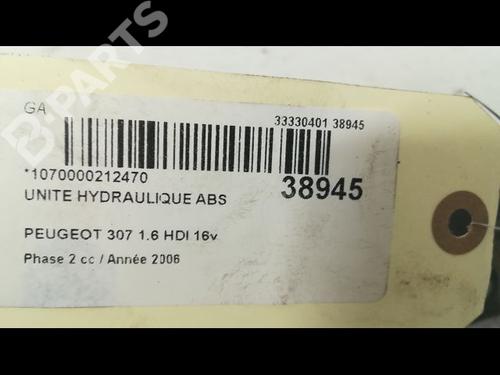 B-PARTS
GA
33330401 38945
*1070000212470
38945
UNITE HYDRAULIQUE ABS
PEUGEOT 307 1.6 HDI 16v
Phase 2 cc / Année 2006